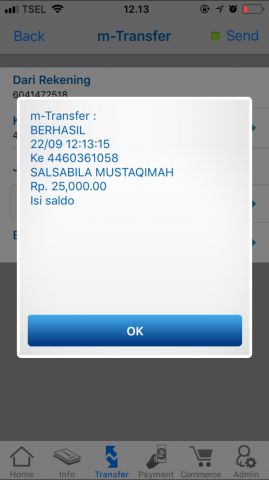 TSEL
12.13
Back
m-Transfer
Send
Dari Rekening
6041472518
m-Transfer :
BERHASIL
22/09 12:13:15
Ke 4460361058
SALSABILA MUSTAQIMAH
Rp. 25,000.00
Isi saldo
OK
Home
Info
Transfer
Payment
Commerce
Admin